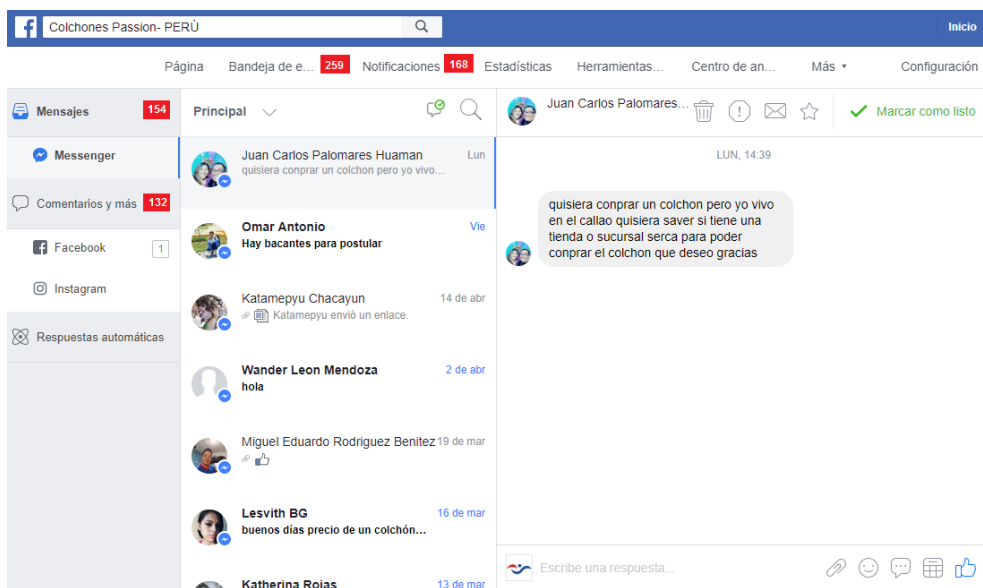 Colchones Passion- PERÙ
Inicio
Página Bandeja de e... 259 Notificaciones 168 Estadísticas Herramientas... Centro de an... Más Configuración
Mensajes 154
Messenger
Comentarios y más 132
Facebook 1
Instagram
Respuestas automáticas
Principal
Juan Carlos Palomares Huaman Lun
quisiera conprar un colchon pero yo vivo...
Omar Antonio Vie
Hay bacantes para postular
Katamepyu Chacayun 14 de abr
Katamepyu envió un enlace.
Wander Leon Mendoza 2 de abr
hola
Miguel Eduardo Rodriguez Benitez 19 de mar
Lesvith BG 16 de mar
buenos días precio de un colchón...
Katherina Rojas 13 de mar
Juan Carlos Palomares... Marcar como listo
LUN, 14:39
quisiera conprar un colchon pero yo vivo
en el callao quisiera saver si tiene una
tienda o sucursal serca para poder
conprar el colchon que deseo gracias
Escribe una respuesta...